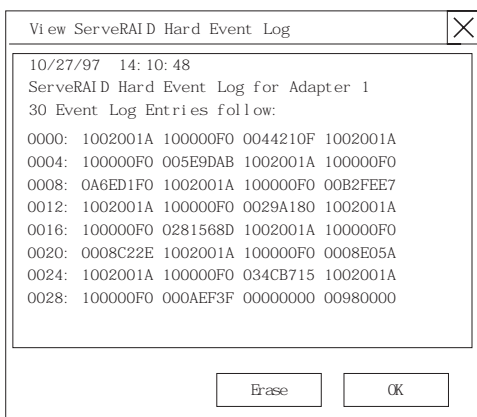 View ServeRAID Hard Event Log
10/27/97 14:10:48
ServeRAID Hard Event Log for Adapter 1
30 Event Log Entries follow:
0000: 1002001A 100000F0 0044210F 1002001A
0004: 100000F0 005E9DAB 1002001A 100000F0
0008: 0A6ED1F0 1002001A 100000F0 00B2FEE7
0012: 1002001A 100000F0 0029A180 1002001A
0016: 100000F0 0281568D 1002001A 100000F0
0020: 0008C22E 1002001A 100000F0 0008E05A
0024: 1002001A 100000F0 034CB715 1002001A
0028: 100000F0 000AEF3F 00000000 00980000
Erase OK